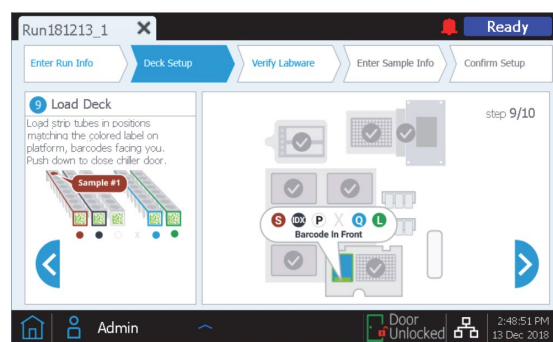 Run181213_1
Ready
Enter Run Info
Deck Setup
Verify Labware
Enter Sample Info
Confirm Setup
9 Load Deck
Load strip tubes in positions
matching the colored label on
platform, barcodes facing you.
Push down to close chiller door.
Sample #1
X
step 9/10
S IDX P X Q L
Barcode In Front
Admin
Door
Unlocked
2:48:51 PM
13 Dec 2018